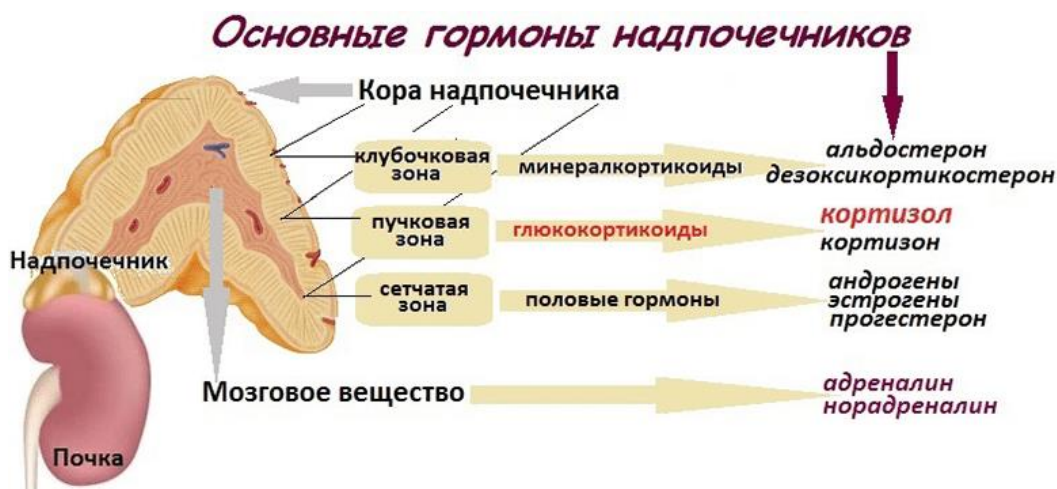 Основные гормоны надпочечников
Кора надпочечника
клубочковая
зона
минералкортикоиды
альдостерон
дезоксикортикостерон
пучковая
зона
глюкокортикоиды
кортизол
кортизон
Надпочечник
сетчатая
зона
половые гормоны
андрогены
эстрогены
прогестерон
Мозговое вещество
адреналин
норадреналин
Почка